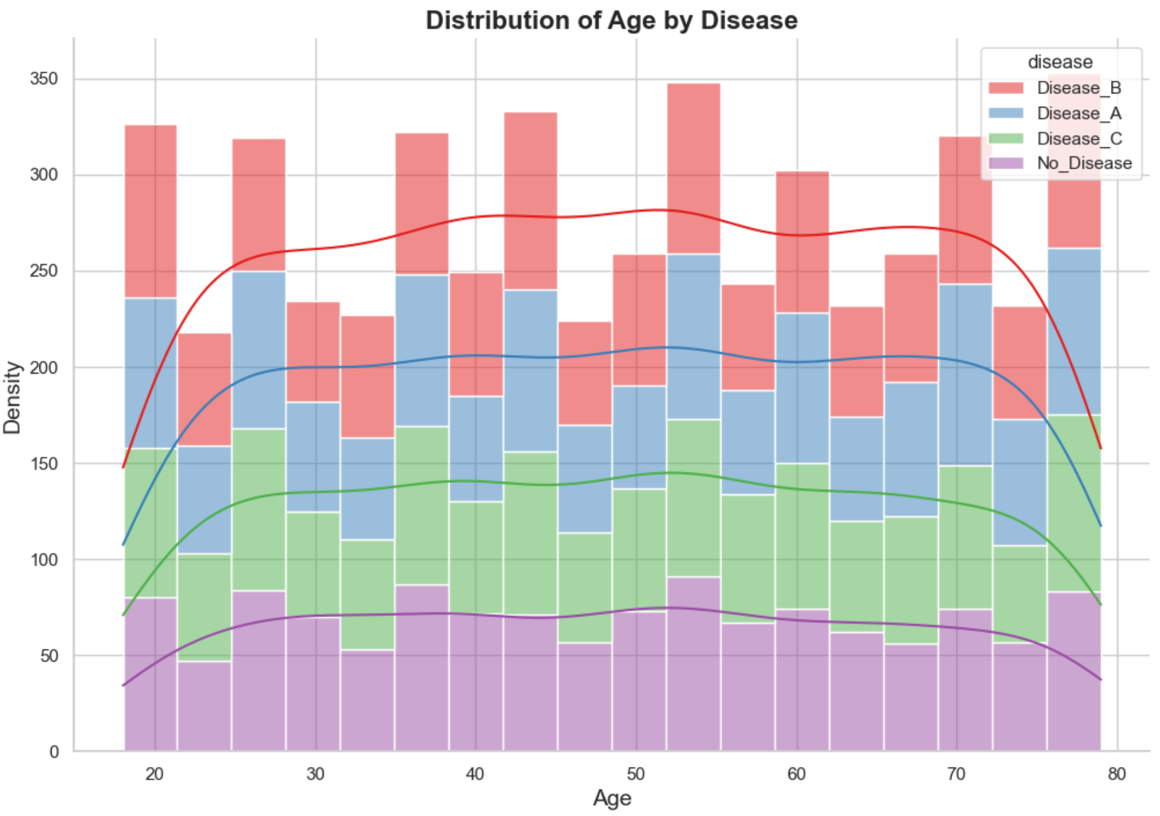 Distribution of Age by Disease
disease
Disease_B
Disease_A
Disease_C
No_Disease
350
300
250
200
150
100
50
0
Density
20 30 40 50 60 70 80
Age